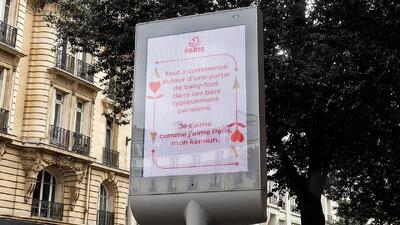 PARIS
Tout a commencé
autour d'une partie
de baby-foot
dans ces bars
typiquement
parisiens.
Je t'aime
comme j'aime Paris,
mon kanoun.